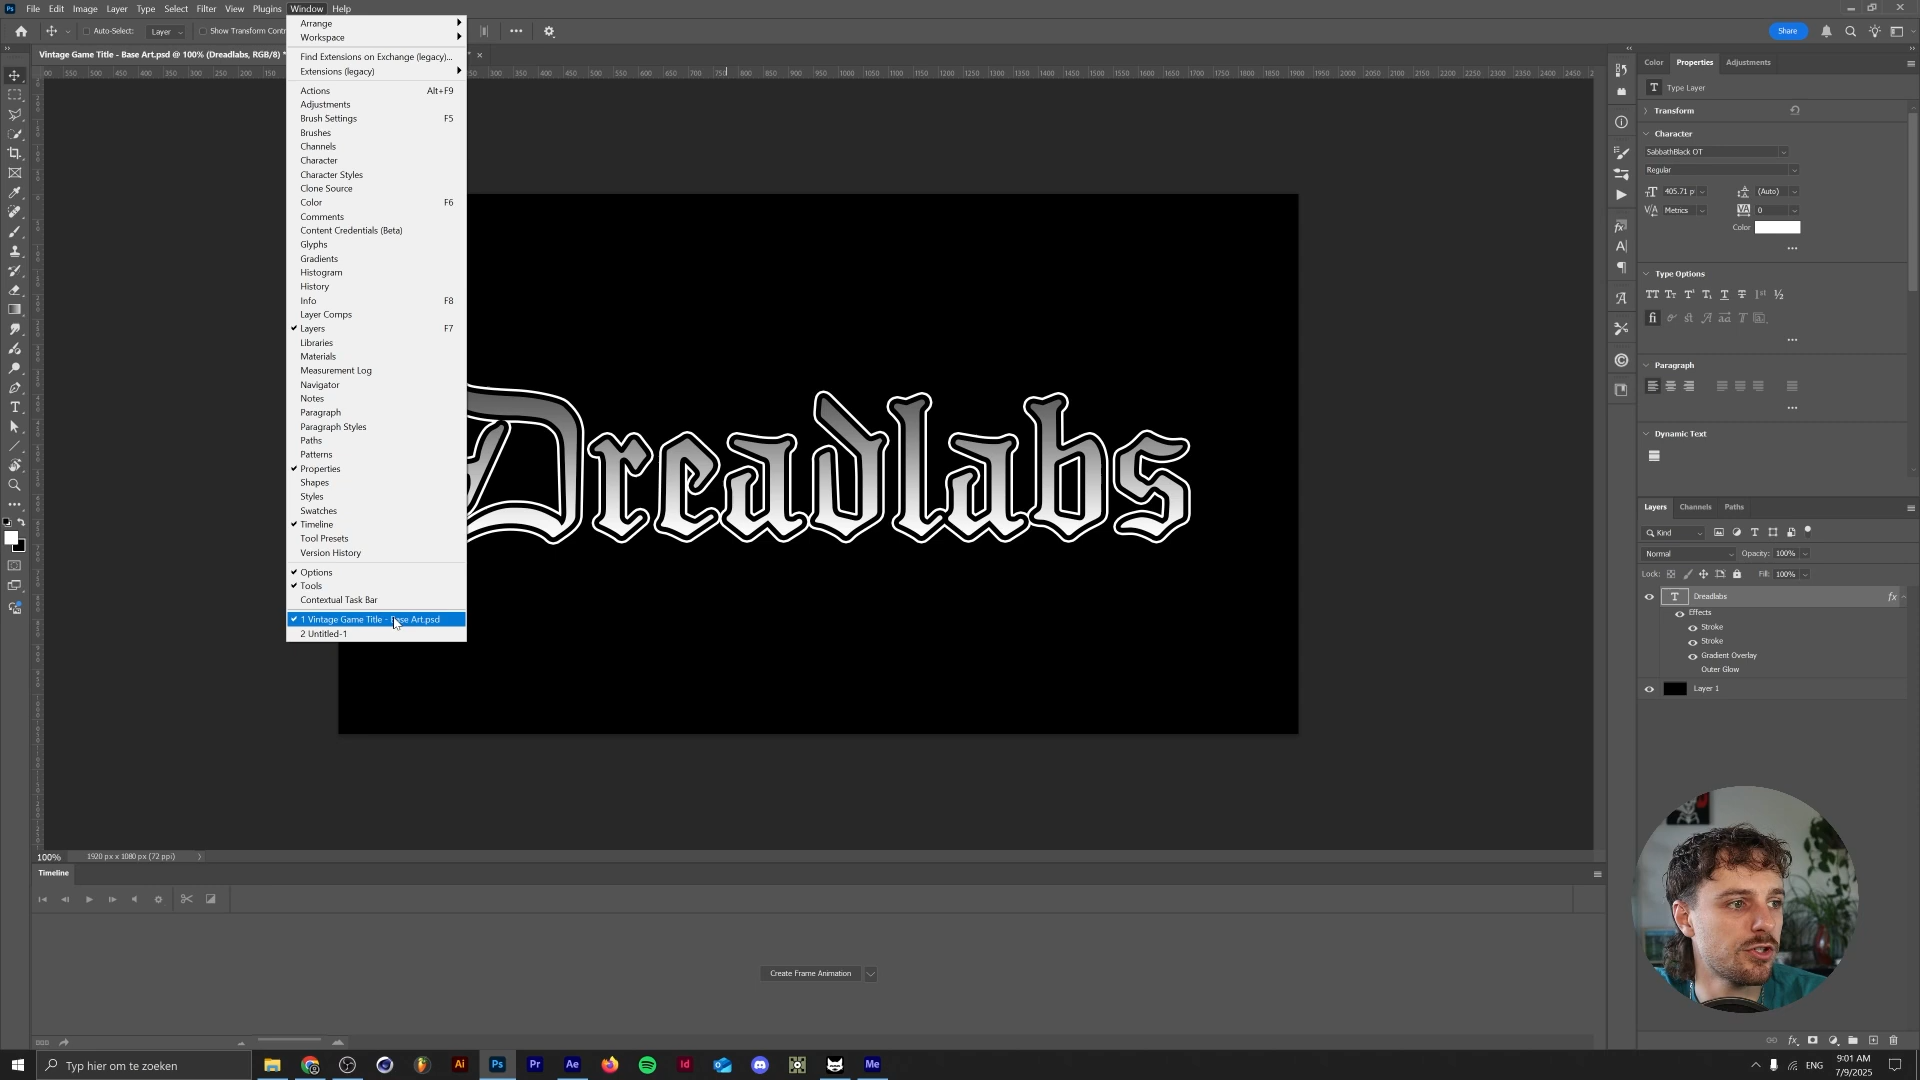 File Edit Image Layer Type Select Filter View Plugins Window Help
Auto-Select: Layer Show Transform Contr
Share
Vintage Game Title - Base Art.psd @ 100% (Dreadlabs, RGB/8) *
Arrange
Workspace
Find Extensions on Exchange (legacy)...
Extensions (legacy)
Actions Alt+F9
Adjustments
Brush Settings F5
Brushes
Channels
Character
Character Styles
Clone Source
Color F6
Comments
Content Credentials (Beta)
Glyphs
Gradients
Histogram
History
Info F8
Layer Comps
Layers F7
Libraries
Materials
Measurement Log
Navigator
Notes
Paragraph
Paragraph Styles
Paths
Patterns
Properties
Shapes
Styles
Swatches
Timeline
Tool Presets
Version History
Options
Tools
Contextual Task Bar
1 Vintage Game Title - Base Art.psd
2 Untitled-1
Dreadlabs
Color Properties Adjustments
Type Layer
Transform
Character
SabbathBlack OT
Regular
405.71 p (Auto)
Metrics 0
Color
Type Options
Paragraph
Dynamic Text
Layers Channels Paths
Kind
Normal Opacity: 100%
Lock: Fill: 100%
Dreadlabs fx
Effects
Stroke
Stroke
Gradient Overlay
Outer Glow
Layer 1
100% 1920 px x 1080 px (72 ppi)
Timeline
Create Frame Animation
Typ hier om te zoeken
Ai Ps Pr Ae Id Me
ENG
9:01 AM
7/9/2025